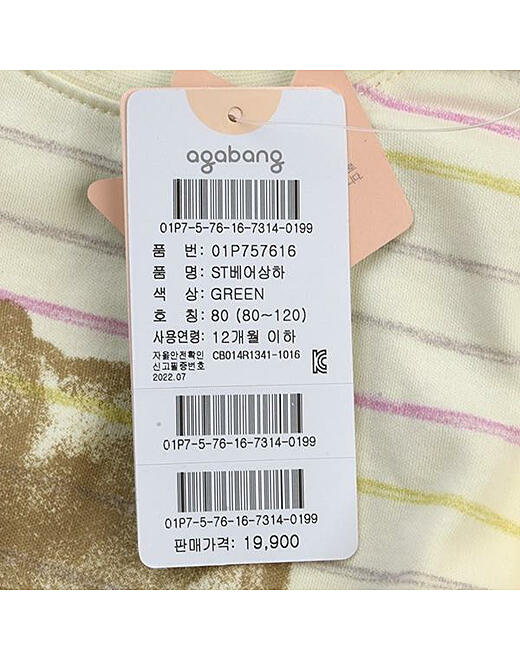 agabang
01P7-5-76-16-7314-0199
품 번: 01P757616
품 명: ST베어상하
색 상: GREEN
호 칭: 80 (80~120)
사용연령: 12개월 이하
자율안전확인
신고필증번호 CB014R1341-1016
2022.07
01P7-5-76-16-7314-0199
01P7-5-76-16-7314-0199
판매가격: 19,900